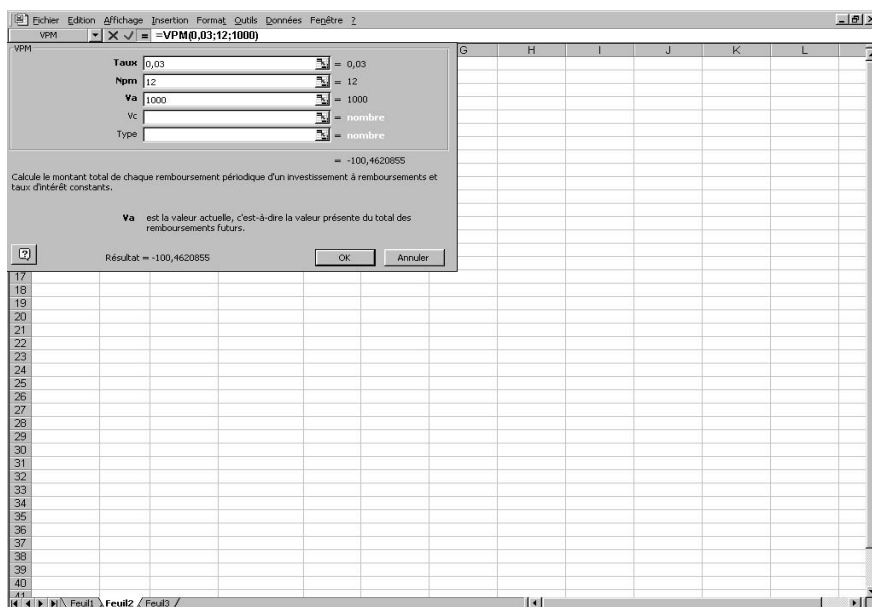 Fichier Edition Affichage Insertion Format Outils Données Fenêtre ?
VPM = =VPM(0,03;12;1000)
VPM
G H I J K L
Taux 0,03 = 0,03
Npm 12 = 12
Va 1000 = 1000
Vc = nombre
Type = nombre
= -100,4620855
Calcule le montant total de chaque remboursement périodique d'un investissement à remboursements et
taux d'intérêt constants.
Va est la valeur actuelle, c'est-à-dire la valeur présente du total des
remboursements futurs.
? Résultat = -100,4620855 OK Annuler
17
18
19
20
21
22
23
24
25
26
27
28
29
30
31
32
33
34
35
36
37
38
39
40
41
Feuil1 Feuil2 Feuil3